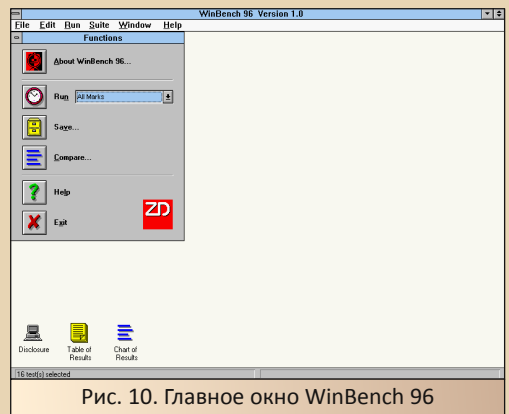 WinBench 96 Version 1.0
File Edit Run Suite Window Help
Functions
About WinBench 96...
Run All Marks
Save...
Compare...
Help
Exit
ZD
Disclosure
Table of
Results
Chart of
Results
16 test(s) selected
Рис. 10. Главное окно WinBench 96